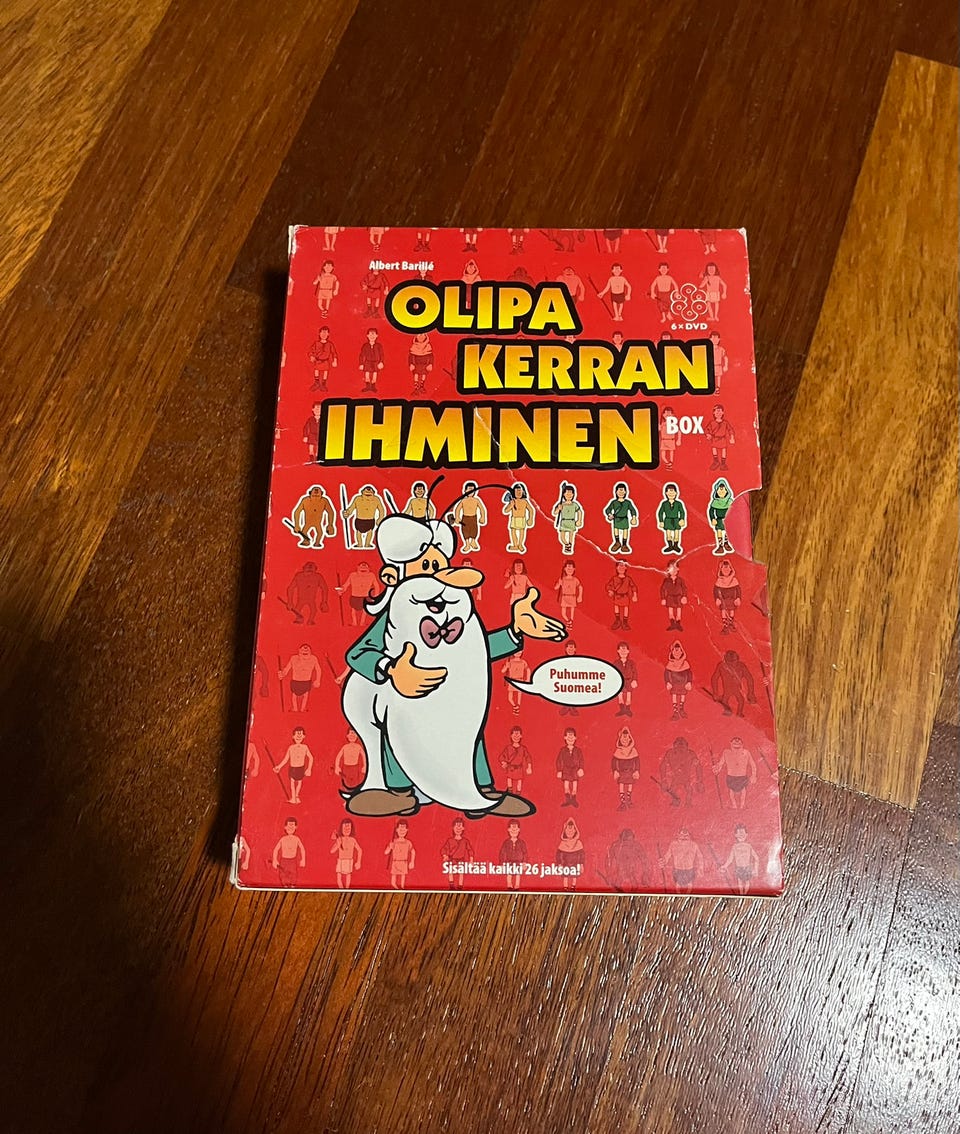 Albert Barillé
OLIPA
6×DVD
KERRAN
IHMINEN
BOX
Puhumme
Suomea!
Sisältää kaikki 26 jaksoa!